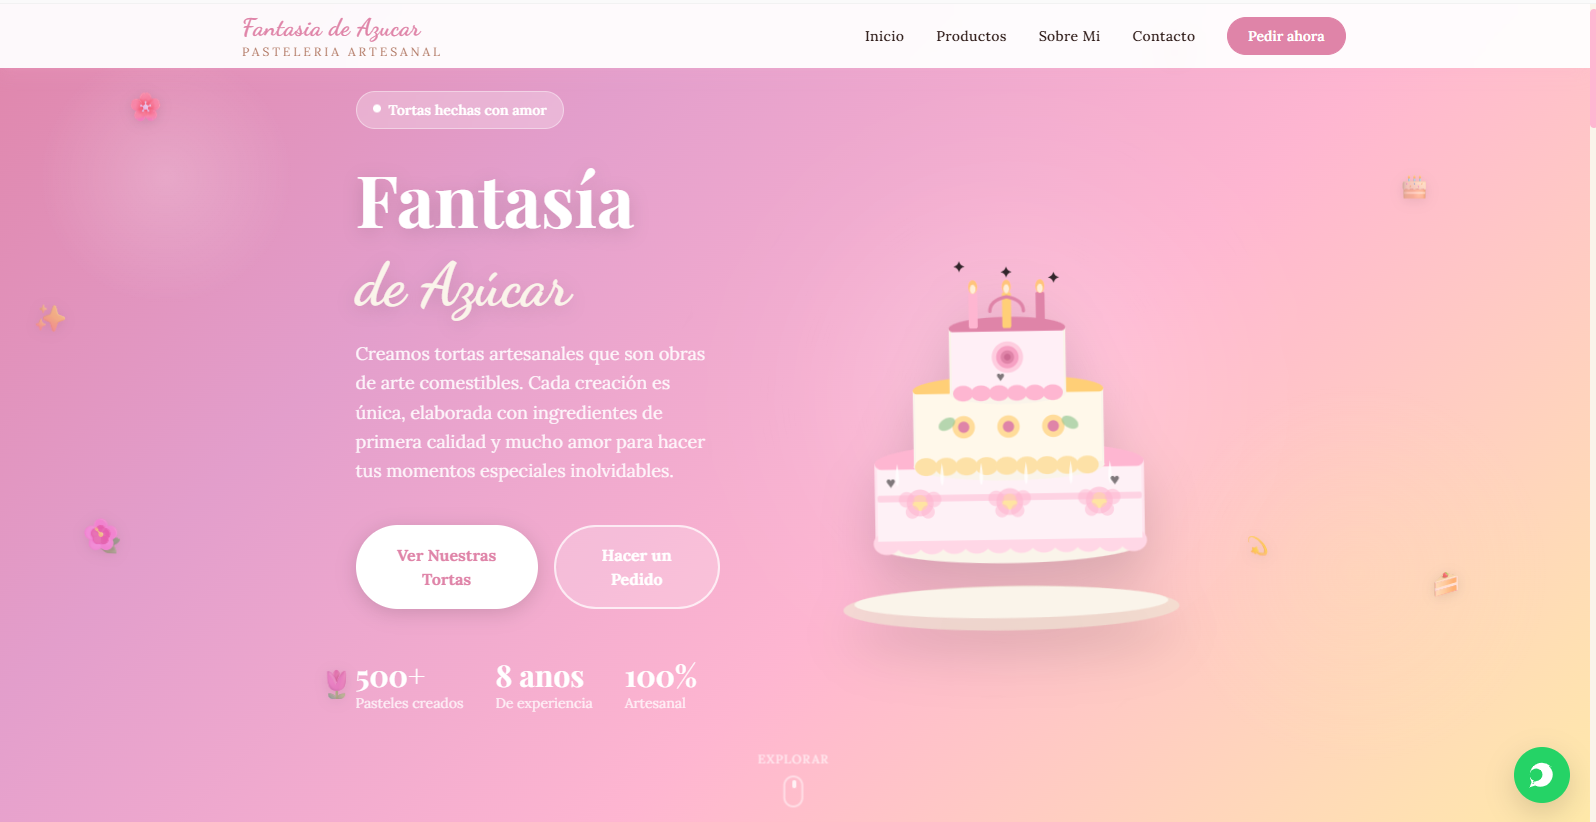 Fantasia de Azucar
PASTELERIA ARTESANAL
Inicio
Productos
Sobre Mi
Contacto
Pedir ahora
Tortas hechas con amor
Fantasía
de Azúcar
Creamos tortas artesanales que son obras
de arte comestibles. Cada creación es
única, elaborada con ingredientes de
primera calidad y mucho amor para hacer
tus momentos especiales inolvidables.
Ver Nuestras
Tortas
Hacer un
Pedido
500+
Pasteles creados
8 anos
De experiencia
100%
Artesanal
EXPLORAR